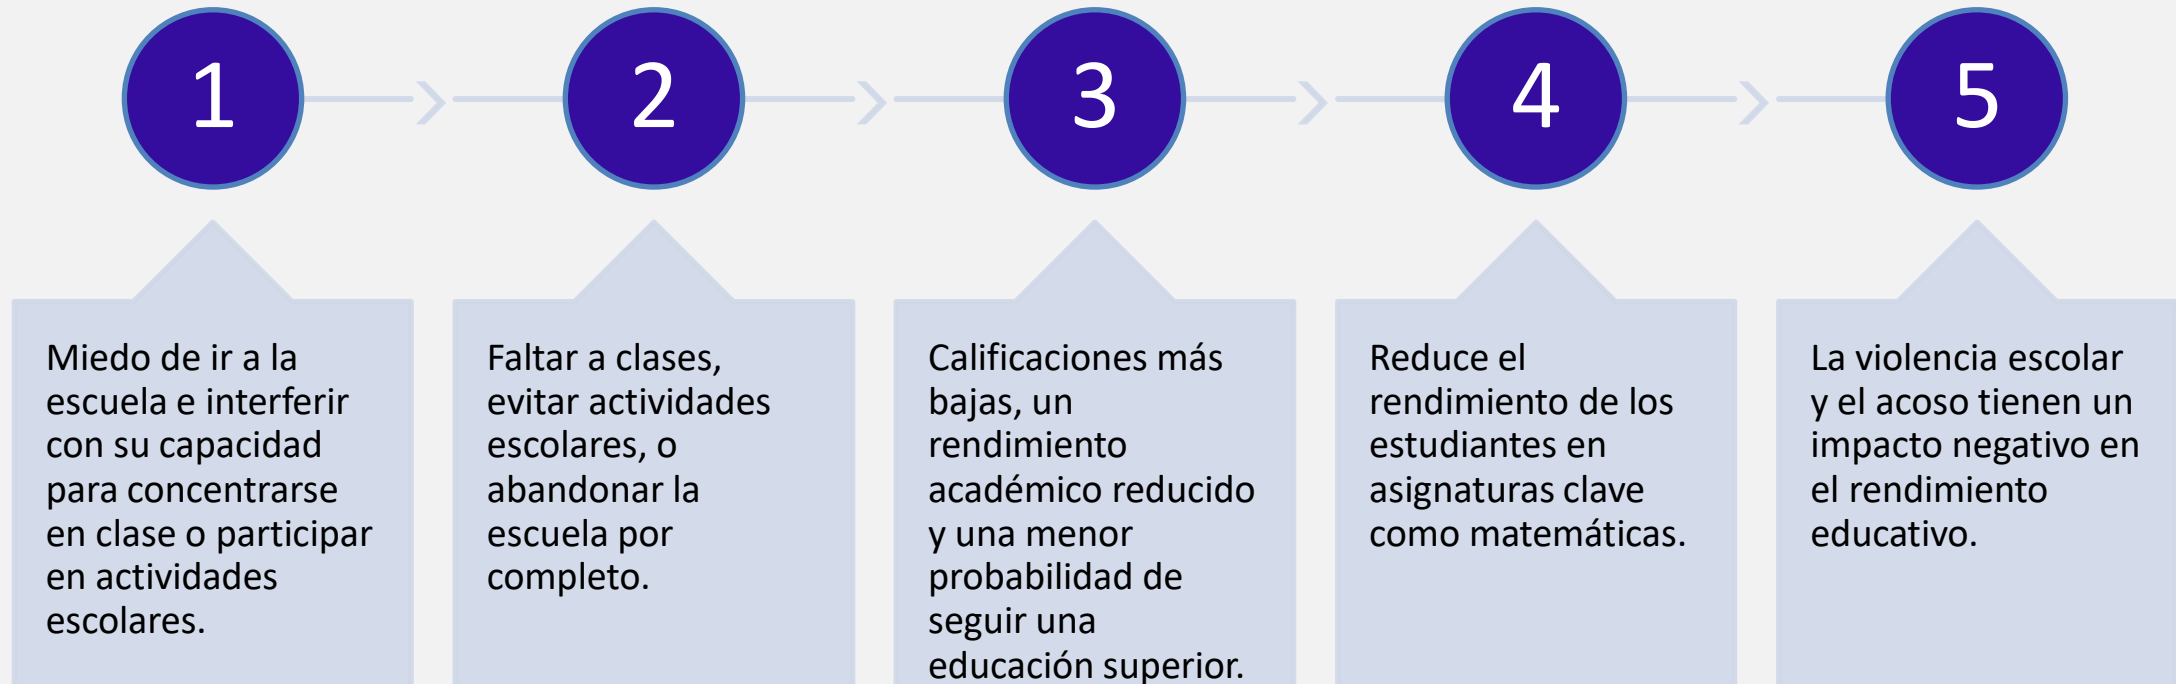 1
2
3
4
5
Miedo de ir a la
escuela e interferir
con su capacidad
para concentrarse
en clase o participar
en actividades
escolares.
Faltar a clases,
evitar actividades
escolares, o
abandonar la
escuela por
completo.
Calificaciones más
bajas, un
rendimiento
académico reducido
y una menor
probabilidad de
seguir una
educación superior.
Reduce el
rendimiento de los
estudiantes en
asignaturas clave
como matemáticas.
La violencia escolar
y el acoso tienen un
impacto negativo en
el rendimiento
educativo.